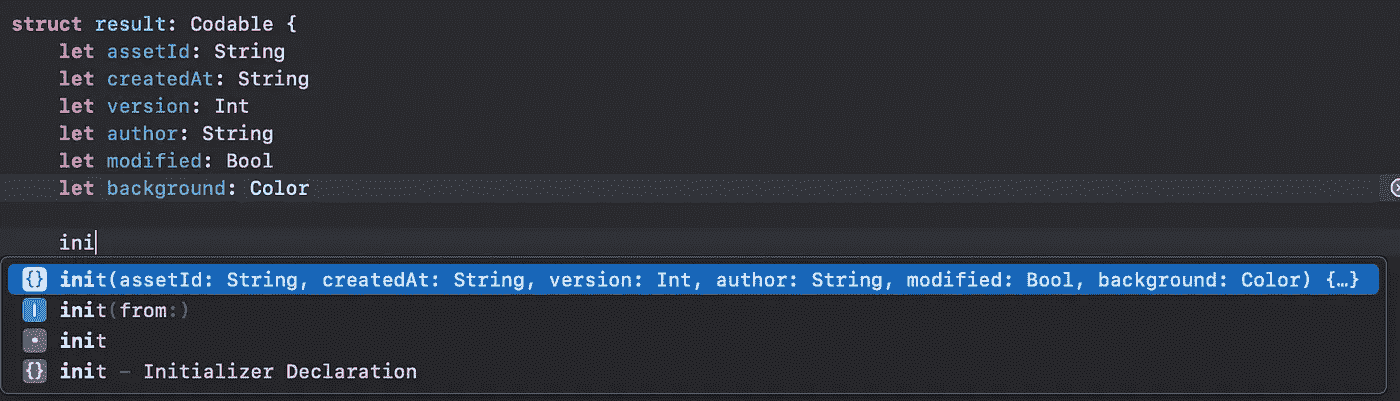 struct result: Codable {
    let assetId: String
    let createdAt: String
    let version: Int
    let author: String
    let modified: Bool
    let background: Color
    ini
{} init(assetId: String, createdAt: String, version: Int, author: String, modified: Bool, background: Color) {…}
I init(from:)
init
{} init – Initializer Declaration